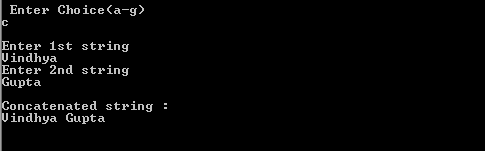 Enter Choice(a-g)
c
Enter 1st string
Vindhya
Enter 2nd string
Gupta
Concatenated string :
Vindhya Gupta